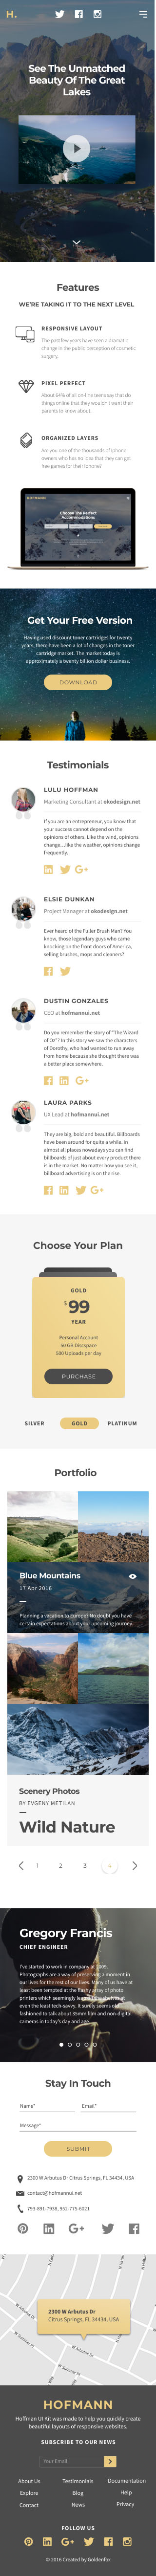 H.
See The Unmatched
Beauty Of The Great
Lakes
Features
WE'RE TAKING IT TO THE NEXT LEVEL
RESPONSIVE LAYOUT
The past few years have seen a dramatic
change in the public perception of cosmetic
surgery.
PIXEL PERFECT
About 64% of all on-line teens say that do
things online that they wouldn't want their
parents to know about.
ORGANIZED LAYERS
Are you one of the thousands of Iphone
owners who has no idea that they can get
free games for their Iphone?
HOFMANN
Choose The Perfect
Accommodations
Get Your Free Version
Having used discount toner cartridges for twenty
years, there have been a lot of changes in the toner
cartridge market. The market today is
approximately a twenty billion dollar business.
DOWNLOAD
Testimonials
LULU HOFFMAN
Marketing Consultant at okodesign.net
If you are an entrepreneur, you know that
your success cannot depend on the
opinions of others. Like the wind, opinions
change...like the weather, opinions change
frequently.
ELSIE DUNKAN
Project Manager at okodesign.net
Ever heard of the Fuller Brush Man? You
know, those legendary guys who came
knocking on the front doors of America,
selling brushes, mops and cleaners?
DUSTIN GONZALES
CEO at hofmannui.net
Do you remember the story of "The Wizard
of Oz"? In this story we saw the characters
of Dorothy, who had lost her way and
wanted to return home to wind away
from home because she thought there was
a better place somewhere.
LAURA PARKS
UX Lead at hofmannui.net
They are big, bold and beautiful. Billboards
have been around for quite a while. In
almost all places nowadays you can find
billboards of just about every product there
is in the market. No matter how you see it,
billboard advertising is on the rise.
Choose Your Plan
GOLD
$99
YEAR
Personal Account
50 GB Discspace
500 Uploads per day
PURCHASE
SILVER GOLD PLATINUM
Portfolio
Blue Mountains
17 Apr 2016
Planning a vacation to Europe? No doubt you have
certain expectations about your upcoming journey.
Scenery Photos
BY EVGENY METILAN
Wild Nature
1 2 3 4
Gregory Francis
CHIEF ENGINEER
I've started to work in company in 2005.
Photographs are a way of preserving a moment in
our lives for the rest of our lives. Many of us have at
least been tempted at the flashy array of photo
printers which seemingly leap off the shelves at
even the least tech-savvy. It surely seems old-
fashioned to talk about 35mm film and non-digital
cameras in today's day and age.
Stay In Touch
Name* Email*
Message*
SUBMIT
2300 W Arbutus Dr Citrus Springs, FL 34434, USA
contact@hofmannui.net
793-891-7938, 952-775-6021
2300 W Arbutus Dr
Citrus Springs, FL 34434, USA
HOFMANN
Hoffman UI Kit was made to help you quickly create
beautiful layouts of responsive websites.
SUBSCRIBE TO OUR NEWS
Your Email
About Us Testimonials Documentation
Explore Blog Help
Contact News Privacy
FOLLOW US
© 2016 Created by Goldenfox